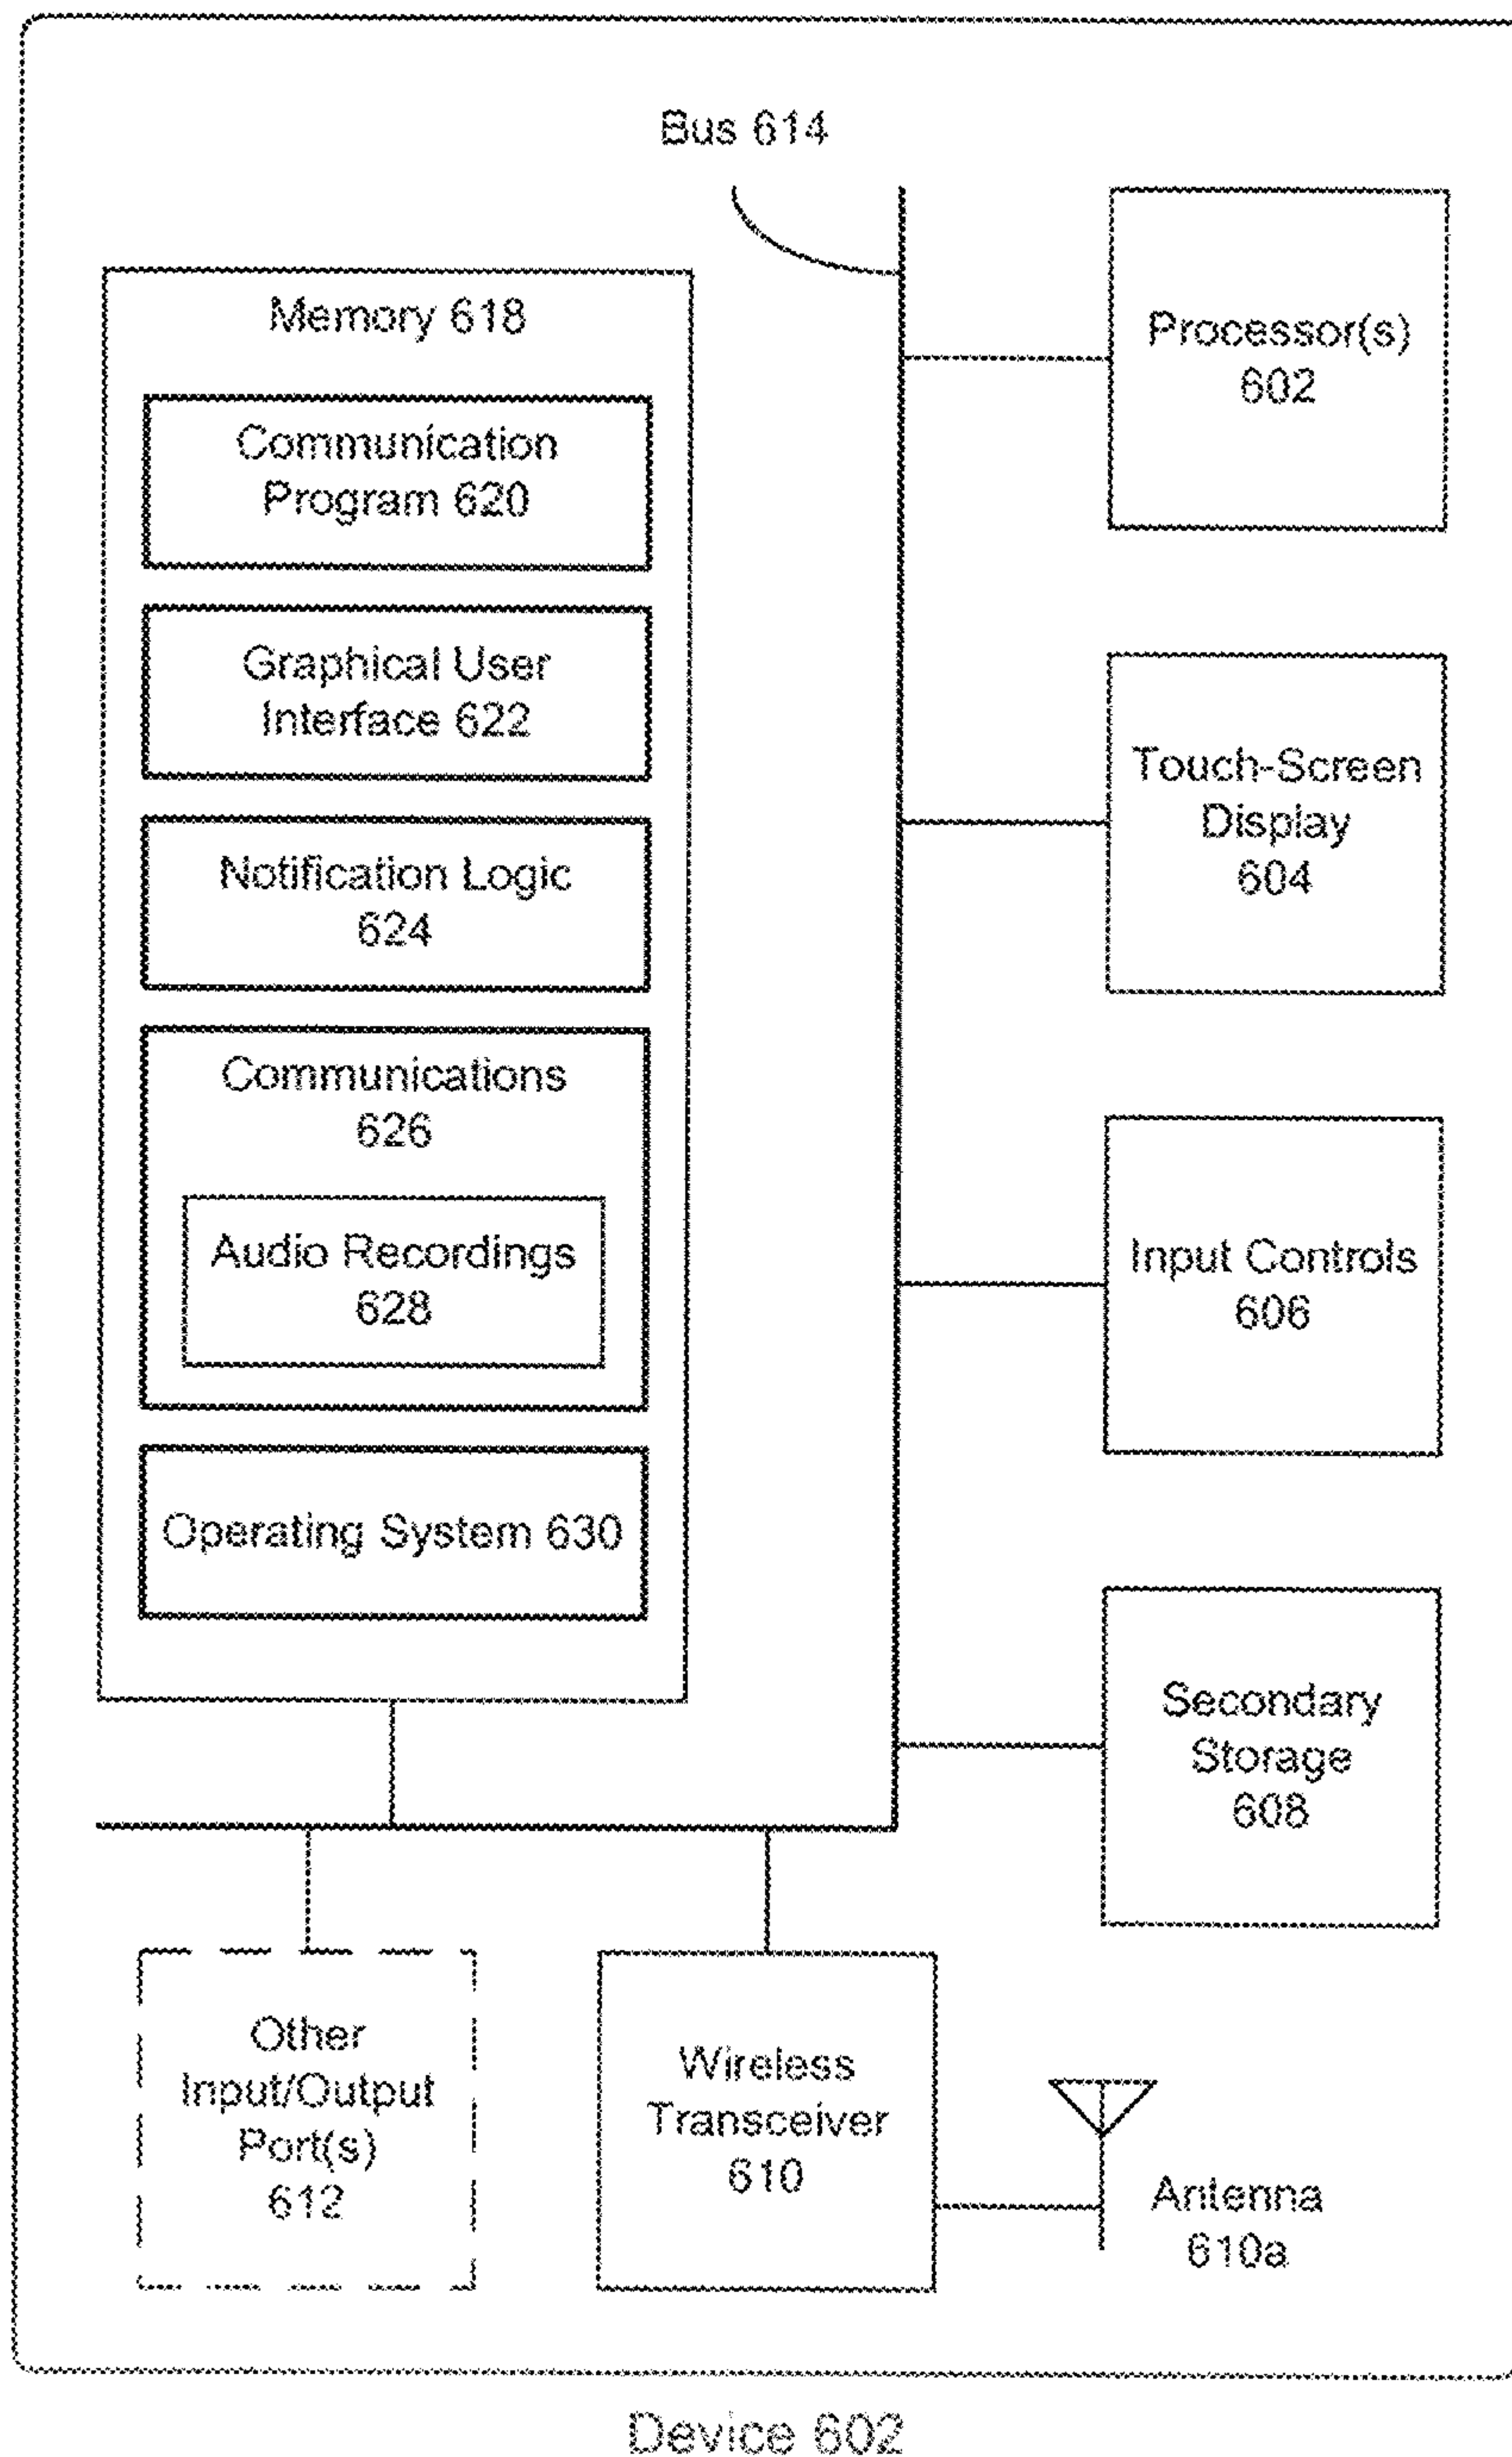 Bus 614
Memory 618
Communication
Program 620
Graphical User
Interface 622
Notification Logic
624
Communications
626
Audio Recordings
628
Operating System 630
Processor(s)
602
Touch-Screen
Display
604
Input Controls
606
Secondary
Storage
608
Other
Input/Output
Port(s)
612
Wireless
Transceiver
610
Antenna
610a
Device 602